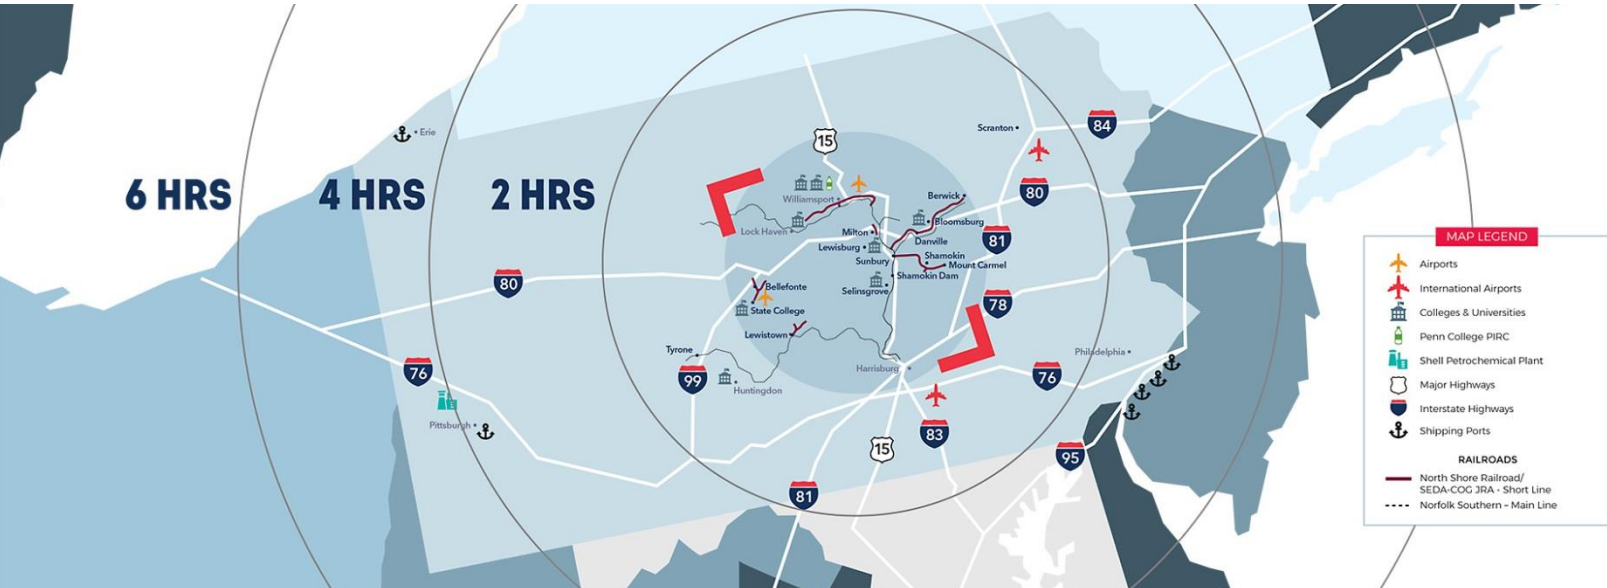 6 HRS
4 HRS
2 HRS
Erie
15
Scranton
84
80
Williamsport
Berwick
Bloomsburg
Lock Haven
Milton
Danville
81
Lewisburg
Shamokin
Sunbury
Mount Carmel
Shamokin Dam
Selinsgrove
80
Bellefonte
State College
78
Lewistown
Tyrone
Philadelphia
76
99
Harrisburg
76
Huntingdon
Pittsburgh
83
15
95
81
MAP LEGEND
Airports
International Airports
Colleges & Universities
Penn College PIRC
Shell Petrochemical Plant
Major Highways
Interstate Highways
Shipping Ports
RAILROADS
North Shore Railroad/
SEDA-COG JRA - Short Line
Norfolk Southern – Main Line